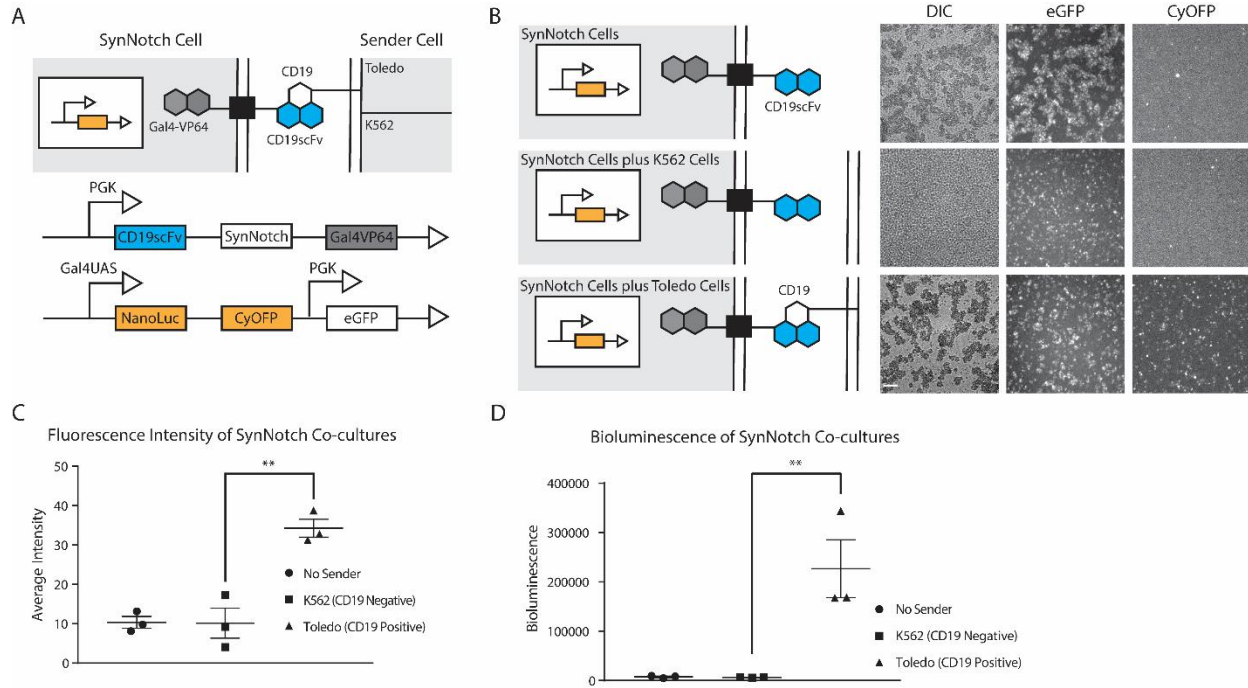 A
SynNotch Cell
Sender Cell
Toledo
CD19
K562
Gal4-VP64
CD19scFv
PGK
CD19scFv SynNotch Gal4VP64
Gal4UAS PGK
NanoLuc CyOFP eGFP
B
DIC eGFP CyOFP
SynNotch Cells
CD19scFv
SynNotch Cells plus K562 Cells
SynNotch Cells plus Toledo Cells
CD19
C
Fluorescence Intensity of SynNotch Co-cultures
**
Average Intensity
50
40
30
20
10
0
No Sender
K562 (CD19 Negative)
Toledo (CD19 Positive)
D
Bioluminescence of SynNotch Co-cultures
**
Bioluminescence
400000
300000
200000
100000
0
No Sender
K562 (CD19 Negative)
Toledo (CD19 Positive)